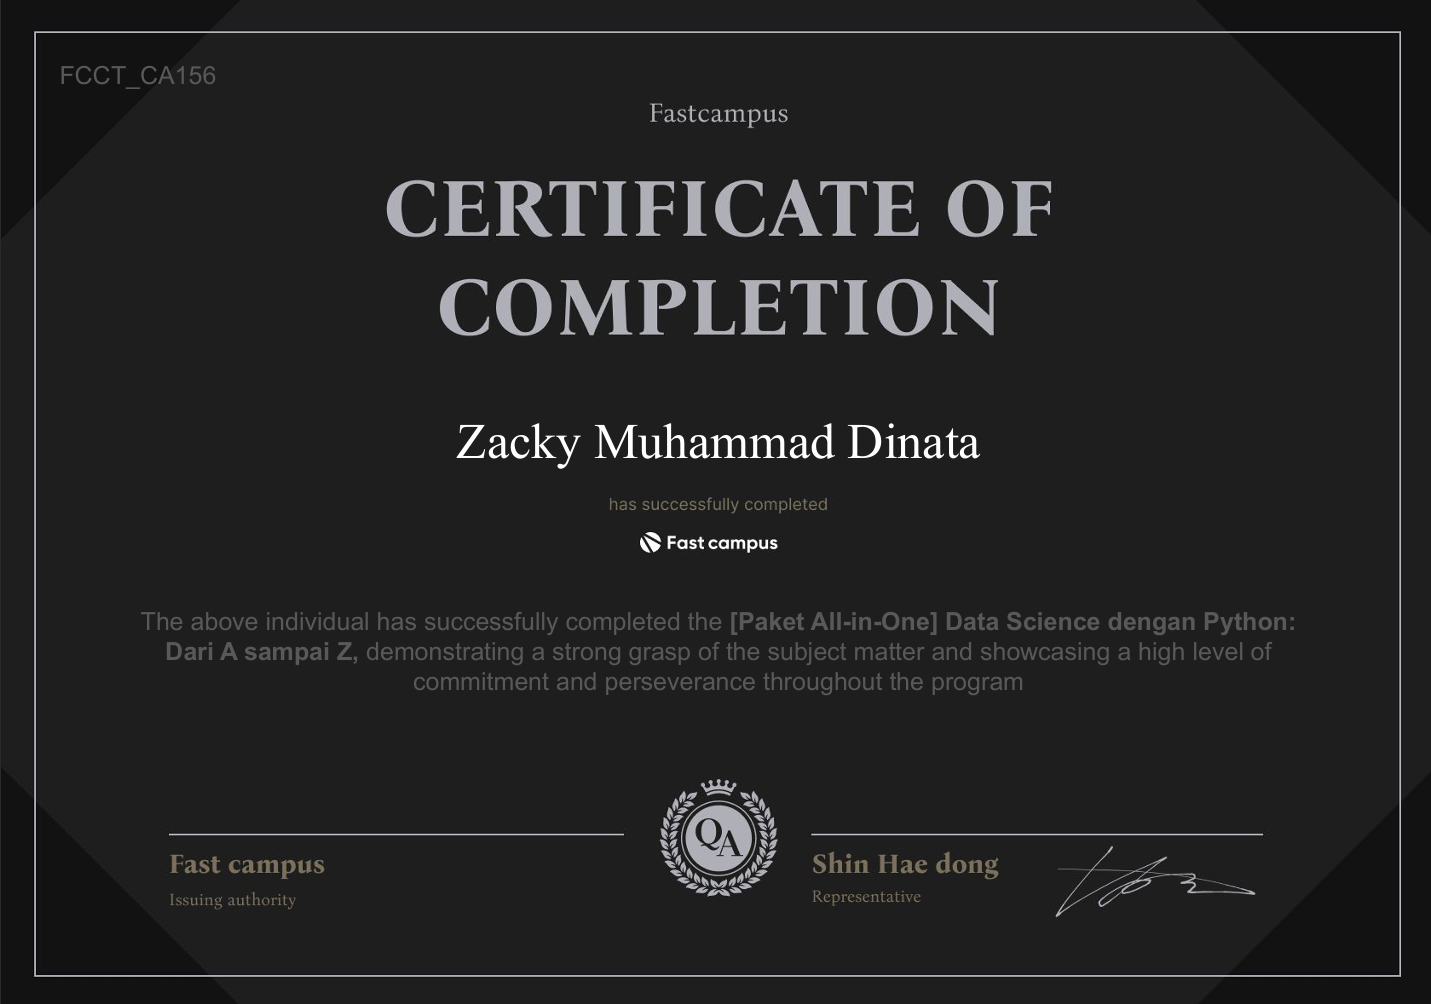 FCCT_CA156
Fastcampus
CERTIFICATE OF
COMPLETION
Zacky Muhammad Dinata
has successfully completed
Fast campus
The above individual has successfully completed the [Paket All-in-One] Data Science dengan Python:
Dari A sampai Z, demonstrating a strong grasp of the subject matter and showcasing a high level of
commitment and perseverance throughout the program
QA
Fast campus
Issuing authority
Shin Hae dong
Representative